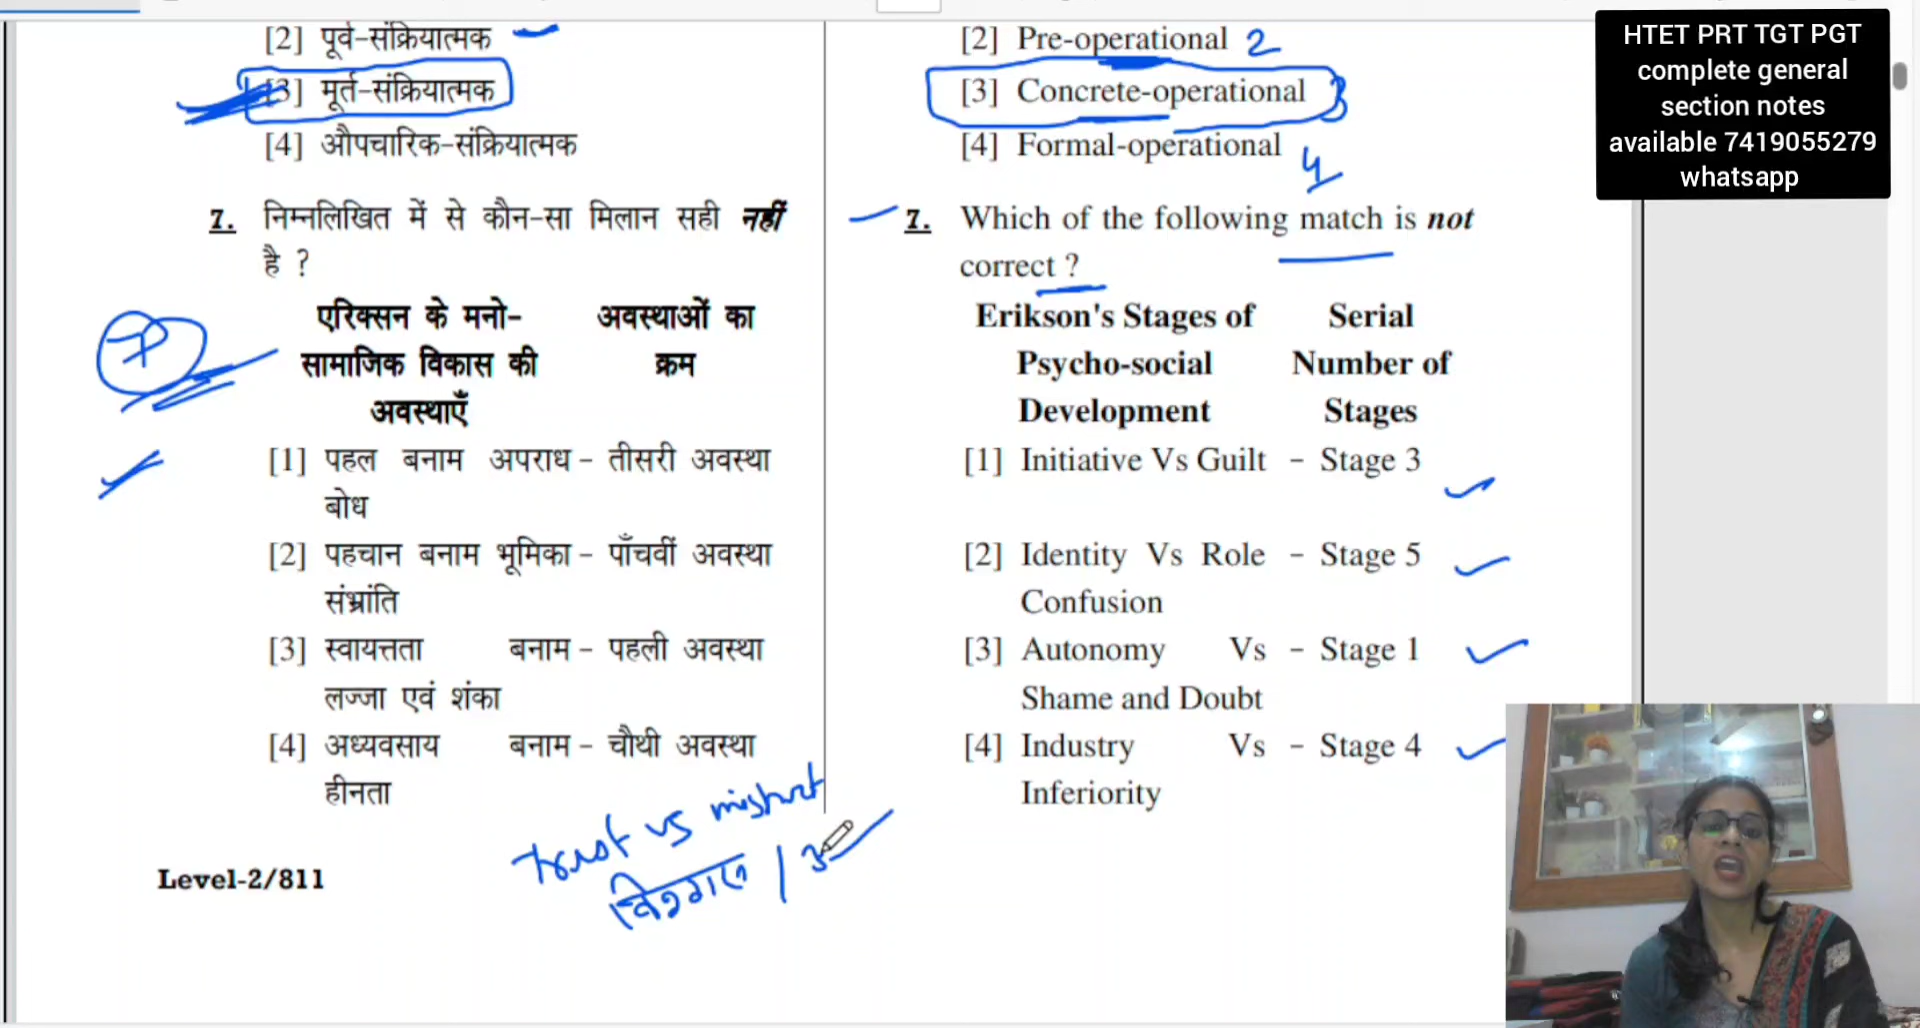 [2] पूर्व-संक्रियात्मक
[3] मूर्त-संक्रियात्मक
[4] औपचारिक-संक्रियात्मक
7. निम्नलिखित में से कौन-सा मिलान सही नहीं
है ?
एरिक्सन के मनो- अवस्थाओं का
सामाजिक विकास की क्रम
अवस्थाएँ
[1] पहल बनाम अपराध - तीसरी अवस्था
बोध
[2] पहचान बनाम भूमिका - पाँचवीं अवस्था
संभ्रांति
[3] स्वायत्तता बनाम - पहली अवस्था
लज्जा एवं शंका
[4] अध्यवसाय बनाम - चौथी अवस्था
हीनता
7
trust vs mistrust
विश्वास / अ
Level-2/811
[2] Pre-operational 2
[3] Concrete-operational 3
[4] Formal-operational 4
7. Which of the following match is not
correct ?
Erikson's Stages of Serial
Psycho-social Number of
Development Stages
[1] Initiative Vs Guilt - Stage 3
[2] Identity Vs Role - Stage 5
Confusion
[3] Autonomy Vs - Stage 1
Shame and Doubt
[4] Industry Vs - Stage 4
Inferiority
HTET PRT TGT PGT
complete general
section notes
available 7419055279
whatsapp